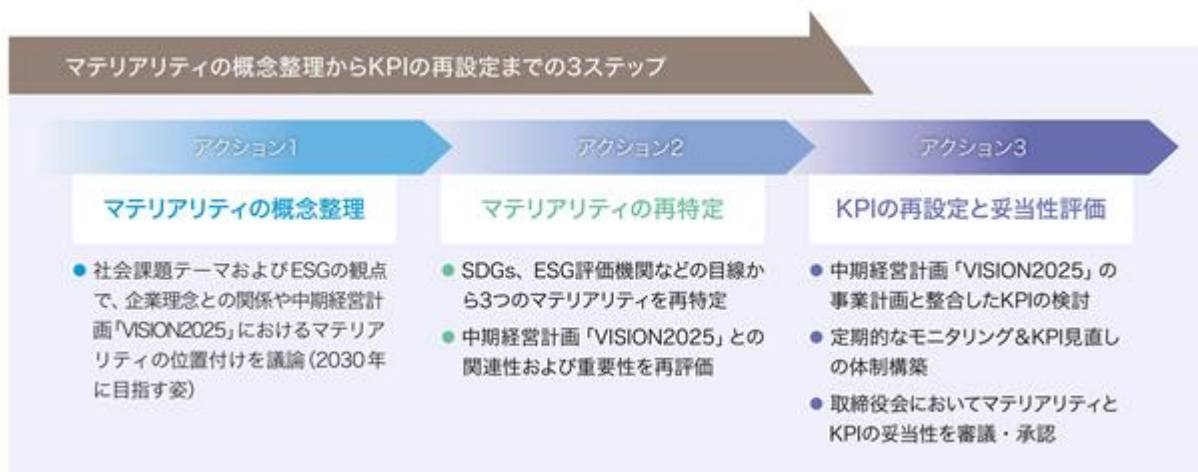 マテリアリティの概念整理からKPIの再設定までの3ステップ
アクション1
マテリアリティの概念整理
● 社会課題テーマおよびESGの観点
で、企業理念との関係や中期経営計
画「VISION2025」におけるマテリア
リティの位置付けを議論(2030年
に目指す姿)
アクション2
マテリアリティの再特定
● SDGs、ESG評価機関などの目線か
ら3つのマテリアリティを再特定
● 中期経営計画「VISION2025」との
関連性および重要性を再評価
アクション3
KPIの再設定と妥当性評価
● 中期経営計画「VISION2025」の
事業計画と整合したKPIの検討
● 定期的なモニタリング&KPI見直し
の体制構築
● 取締役会においてマテリアリティと
KPIの妥当性を審議・承認